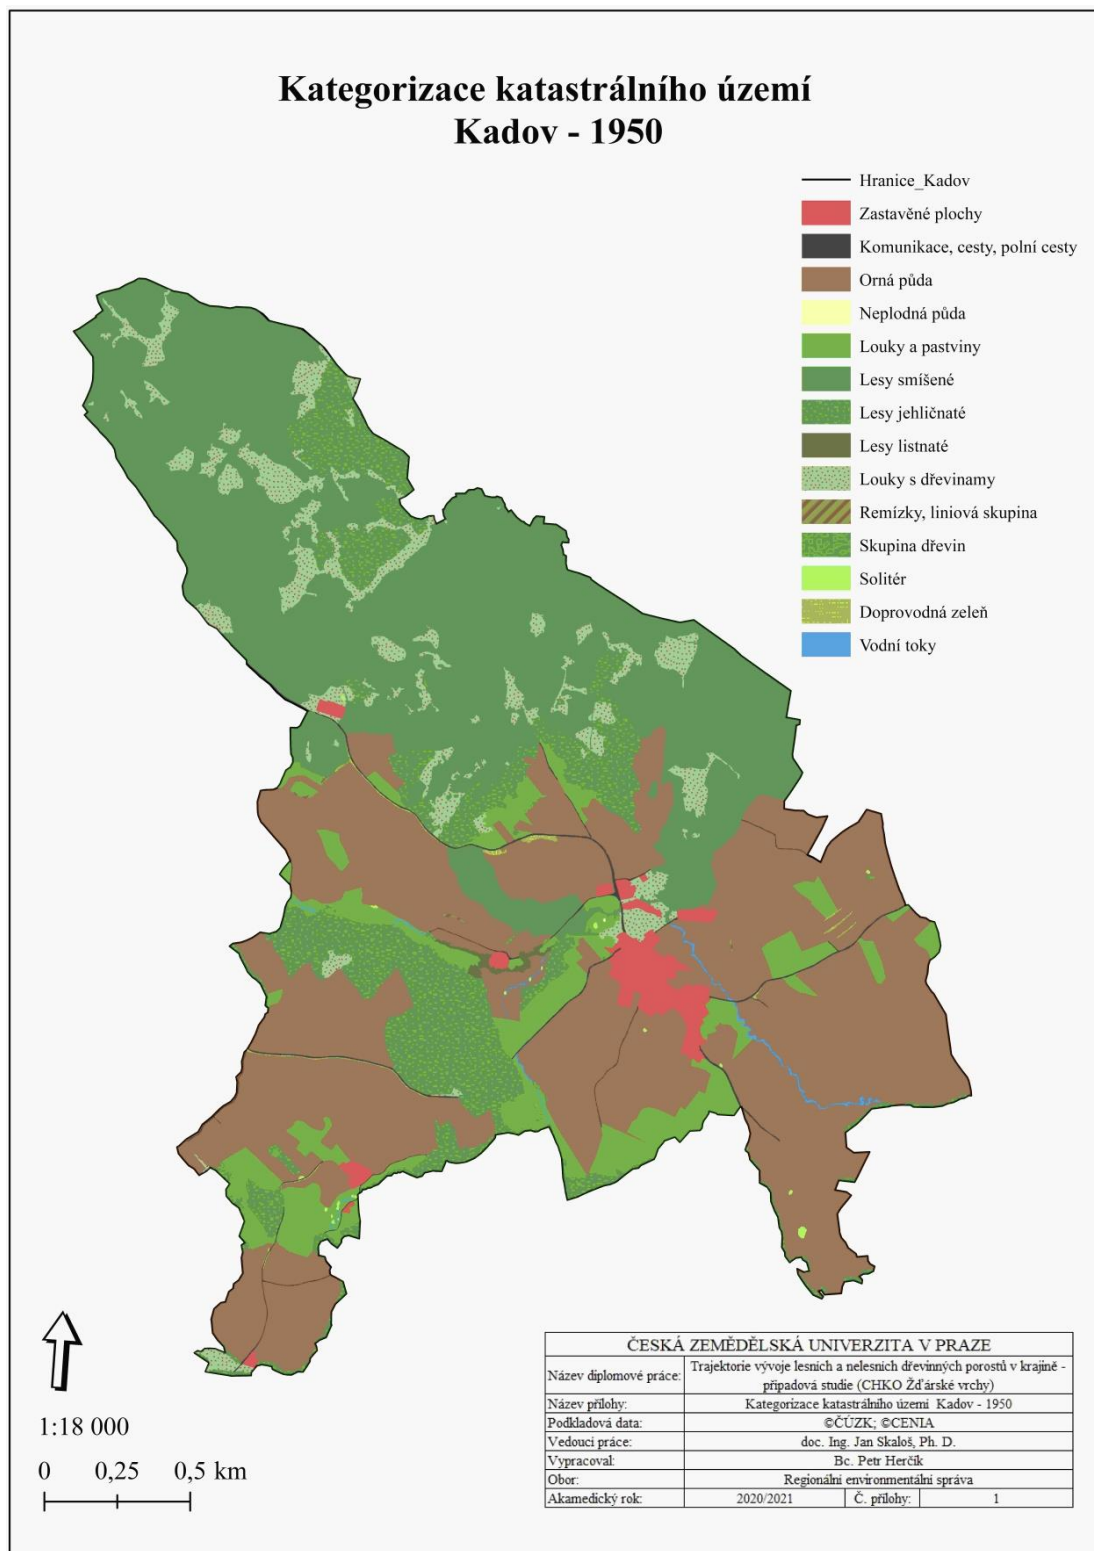 Kategorizace katastrálního území
Kadov - 1950
Hranice_Kadov
Zastavěné plochy
Komunikace, cesty, polní cesty
Orná půda
Neplodná půda
Louky a pastviny
Lesy smíšené
Lesy jehličnaté
Lesy listnaté
Louky s dřevinamy
Remízky, liniová skupina
Skupina dřevin
Solitér
Doprovodná zeleň
Vodní toky
1:18 000
0 0,25 0,5 km
ČESKÁ ZEMĚDĚLSKÁ UNIVERZITA V PRAZE
Název diplomové práce: Trajektorie vývoje lesních a nelesních dřevinných porostů v krajině -
případová studie (CHKO Žďárské vrchy)
Název přílohy: Kategorizace katastrálního území Kadov - 1950
Podkladová data: ©ČÚZK; ©CENIA
Vedoucí práce: doc. Ing. Jan Skaloš, Ph. D.
Vypracoval: Bc. Petr Herčík
Obor: Regionální environmentální správa
Akamedický rok: 2020/2021 Č. přílohy: 1